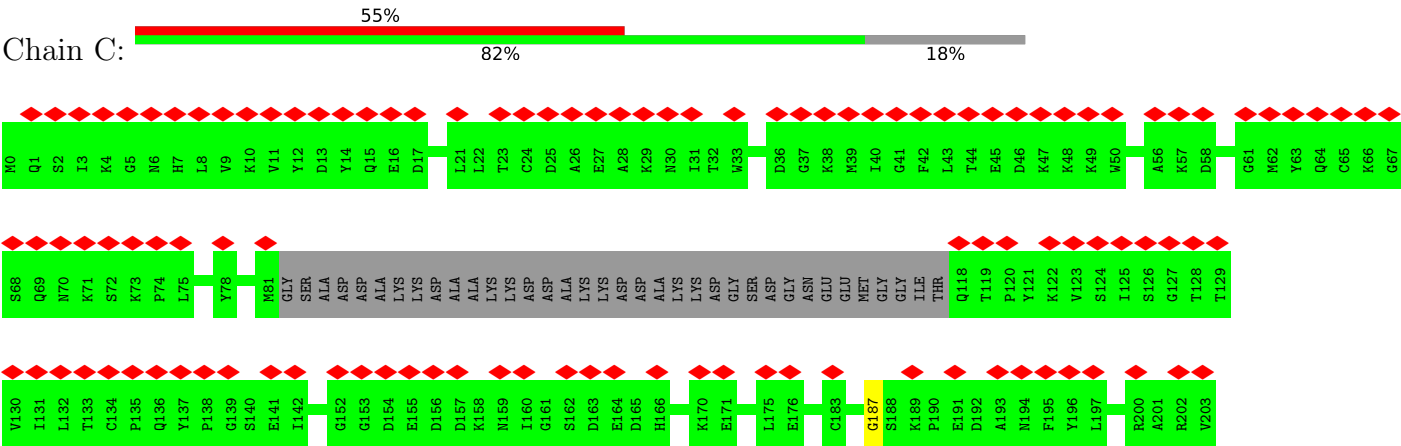 55%
Chain C:
82% 18%
M0 Q1 S2 I3 K4 G5 N6 H7 L8 V9 K10 V11 Y12 D13 Y14 Q15 E16 D17 L21 L22 T23 C24 D25 A26 E27 A28 K29 N30 I31 T32 W33 D36 G37 K38 M39 I40 G41 F42 L43 T44 E45 D46 K47 K48 K49 W50 A56 K57 D58 G61 M62 Y63 Q64 C65 K66 G67
S68 Q69 N70 K71 S72 K73 P74 L75 Y78 M81 GLY SER ALA ASP ASP ALA LYS LYS ASP ALA ALA LYS LYS ASP ASP ALA LYS LYS ASP ASP ALA LYS LYS ASP GLY SER ASP GLY ASN GLU GLU MET GLY GLY ILE THR Q118 T119 P120 Y121 K122 V123 S124 I125 S126 G127 T128 T129
V130 I131 L132 T133 C134 P135 Q136 Y137 P138 G139 S140 E141 I142 G152 G153 D154 E155 D156 D157 K158 N159 I160 G161 S162 D163 E164 D165 H166 K170 E171 L175 E176 C183 G187 S188 K189 P190 E191 D192 A193 N194 F195 Y196 L197 R200 A201 R202 V203